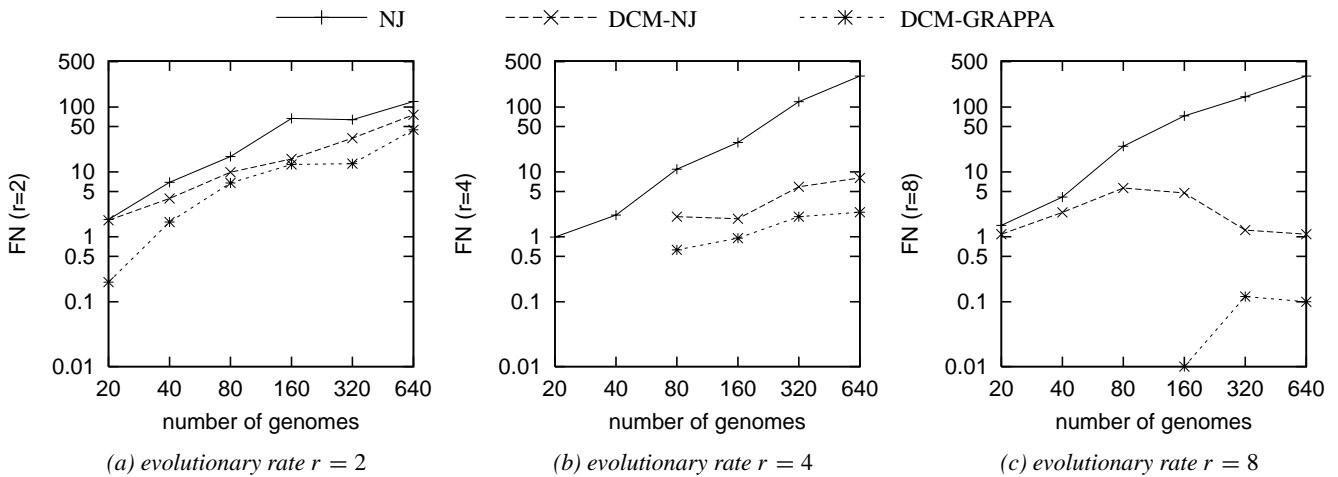 NJ DCM-NJ DCM-GRAPPA
500
100
50
10
5
1
0.5
0.1
0.01
FN (r=2)
20 40 80 160 320 640
number of genomes
(a) evolutionary rate r = 2
500
100
50
10
5
1
0.5
0.1
0.01
FN (r=4)
20 40 80 160 320 640
number of genomes
(b) evolutionary rate r = 4
500
100
50
10
5
1
0.5
0.1
0.01
FN (r=8)
20 40 80 160 320 640
number of genomes
(c) evolutionary rate r = 8